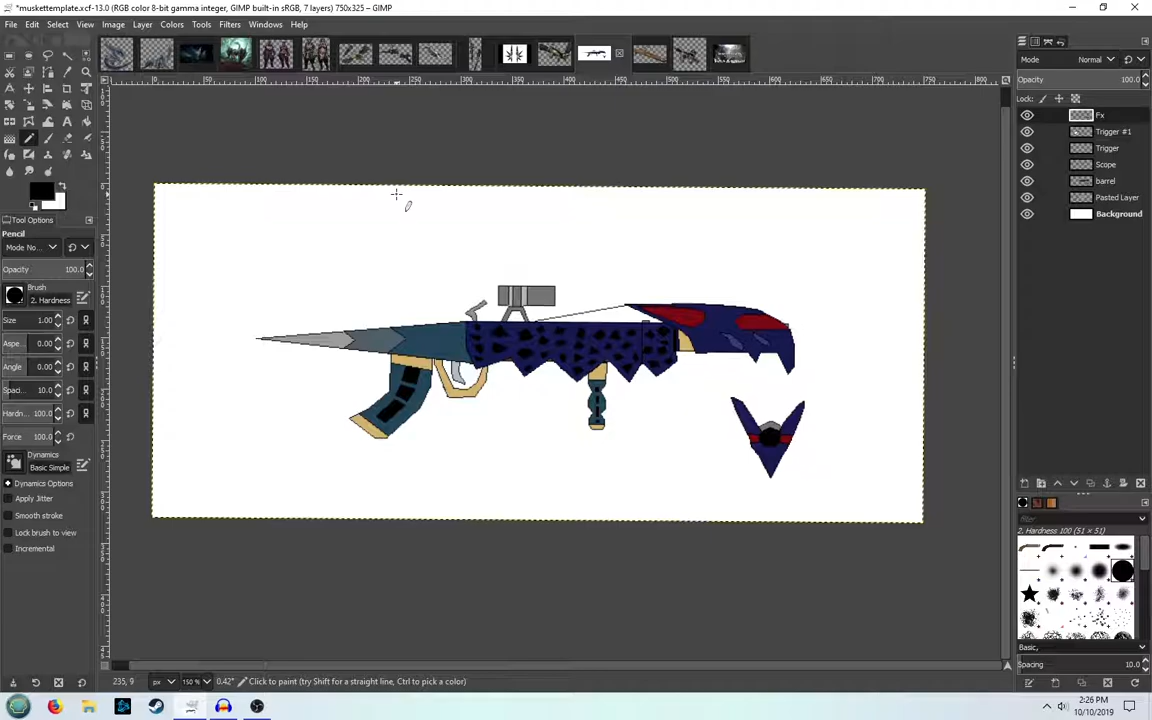 *muskettemplate.xcf-13.0 (RGB color 8-bit gamma integer, GIMP built-in sRGB, 7 layers) 750x325 – GIMP
File Edit Select View Image Layer Colors Tools Filters Windows Help
Mode Normal
Opacity 100.0
Lock:
Fx
Trigger #1
Trigger
Scope
barrel
Pasted Layer
Background
Tool Options
Pencil
Mode No...
Opacity 100.0
Brush
2. Hardness
Size 1.00
Aspe... 0.00
Angle 0.00
Spaci... 10.0
Hardn... 100.0
Force 100.0
Dynamics
Basic Simple
Dynamics Options
Apply Jitter
Smooth stroke
Lock brush to view
Incremental
filter
2. Hardness 100 (51 × 51)
Basic,
Spacing 10.0
235, 9 px 150 % 0.42° Click to paint (try Shift for a straight line, Ctrl to pick a color)
2:26 PM
10/10/2019